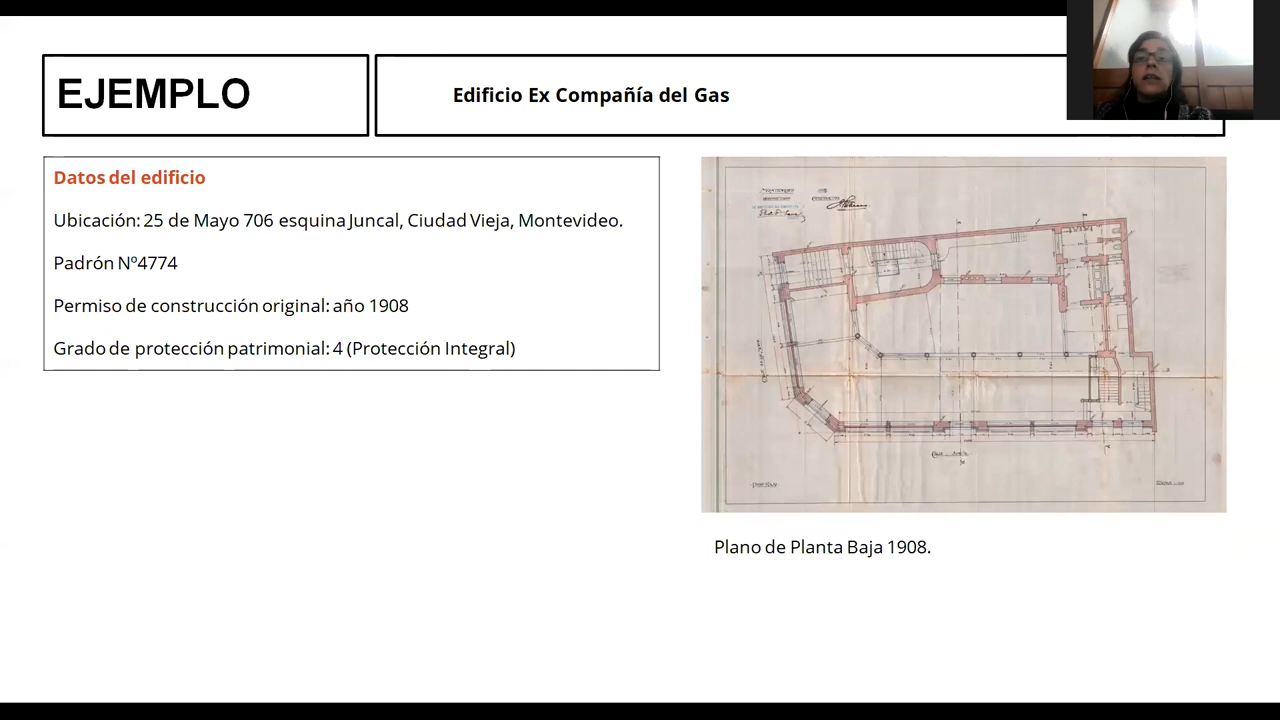 EJEMPLO
Edificio Ex Compañía del Gas
Datos del edificio
Ubicación: 25 de Mayo 706 esquina Juncal, Ciudad Vieja, Montevideo.
Padrón Nº4774
Permiso de construcción original: año 1908
Grado de protección patrimonial: 4 (Protección Integral)
Plano de Planta Baja 1908.